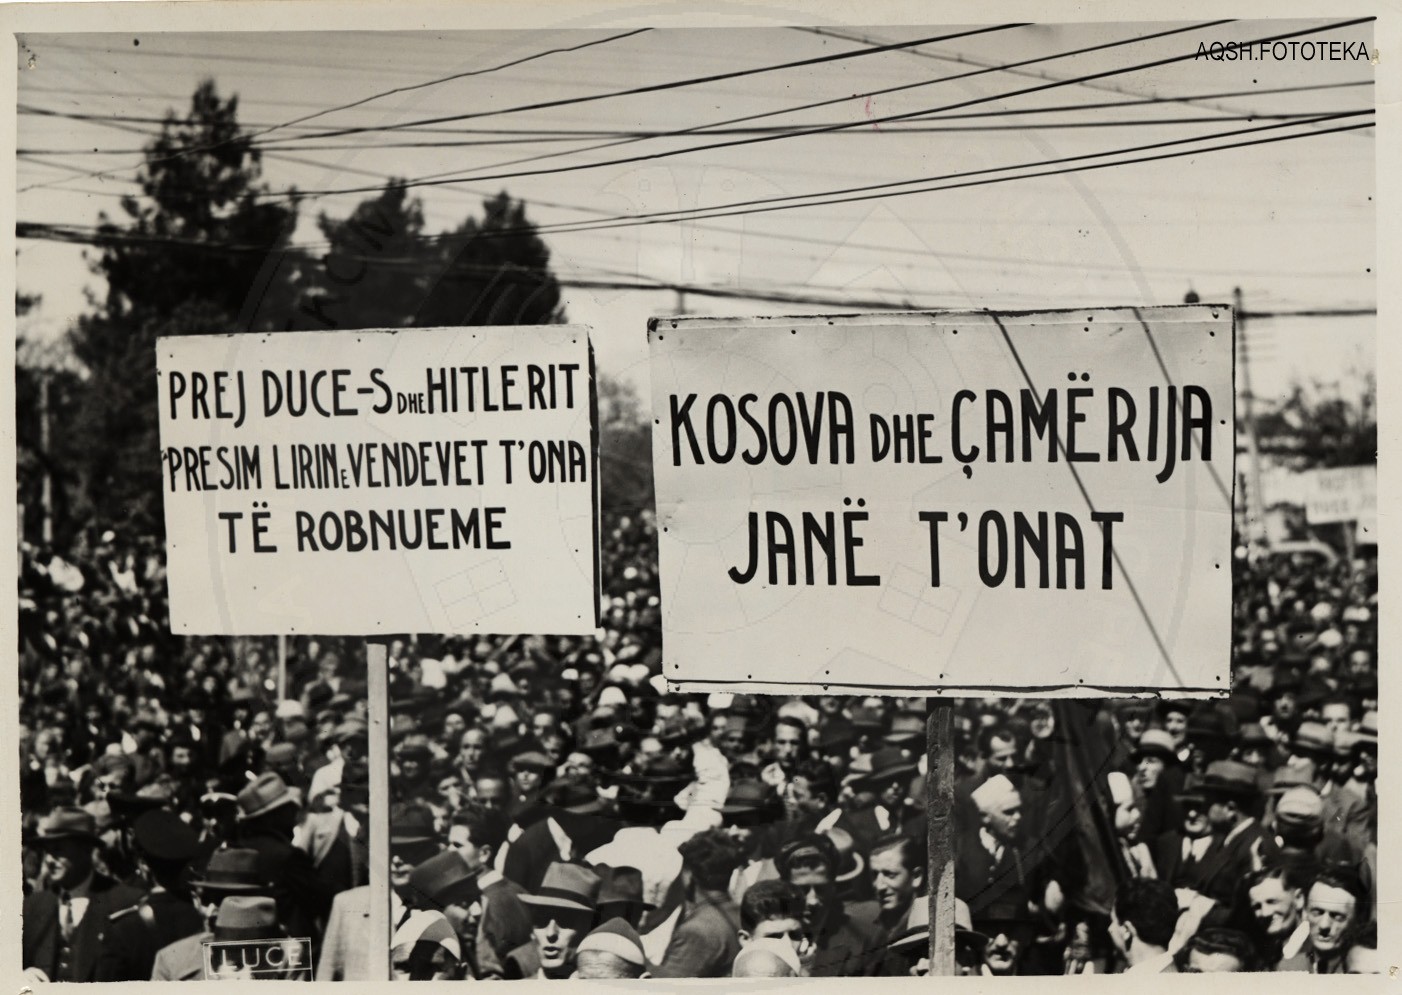 AQSH.FOTOTEKA
PREJ DUCE-S DHE HITLERIT
PRESIM LIRIN E VENDEVET T'ONA
TË ROBNUEME
KOSOVA DHE ÇAMËRIJA
JANË T'ONAT
LUCE